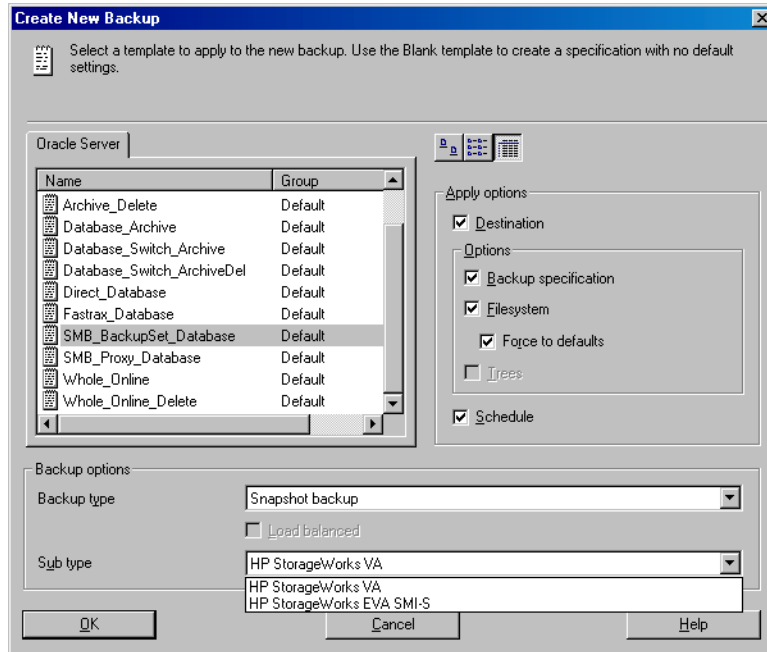 Create New Backup
Select a template to apply to the new backup. Use the Blank template to create a specification with no default
settings.
Oracle Server
Name Group
Archive_Delete Default
Database_Archive Default
Database_Switch_Archive Default
Database_Switch_ArchiveDel Default
Direct_Database Default
Fastrax_Database Default
SMB_BackupSet_Database Default
SMB_Proxy_Database Default
Whole_Online Default
Whole_Online_Delete Default
Apply options
Destination
Options
Backup specification
Filesystem
Force to defaults
Trees
Schedule
Backup options
Backup type Snapshot backup
Load balanced
Sub type HP StorageWorks VA
HP StorageWorks VA
HP StorageWorks EVA SMI-S
OK Cancel Help